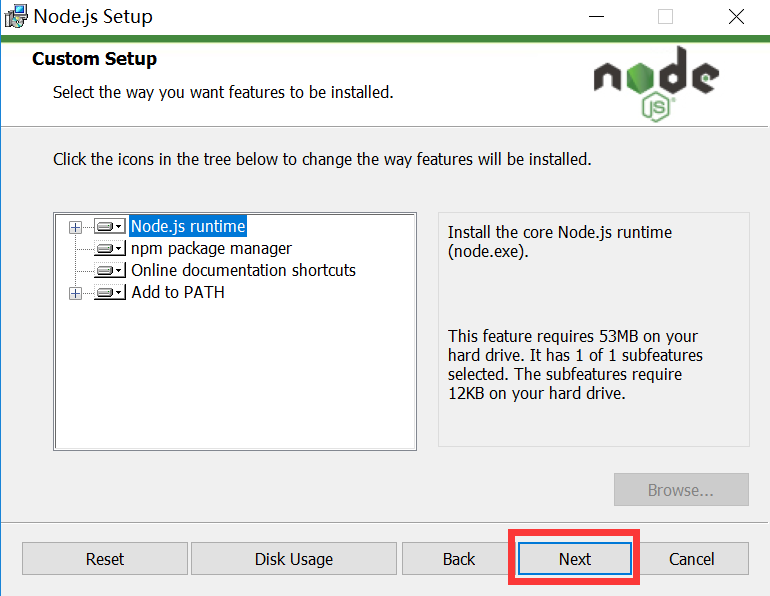 Node.js Setup
Custom Setup
Select the way you want features to be installed.
node
JS
Click the icons in the tree below to change the way features will be installed.
Node.js runtime
npm package manager
Online documentation shortcuts
Add to PATH
Install the core Node.js runtime
(node.exe).
This feature requires 53MB on your
hard drive. It has 1 of 1 subfeatures
selected. The subfeatures require
12KB on your hard drive.
Browse...
Reset
Disk Usage
Back
Next
Cancel